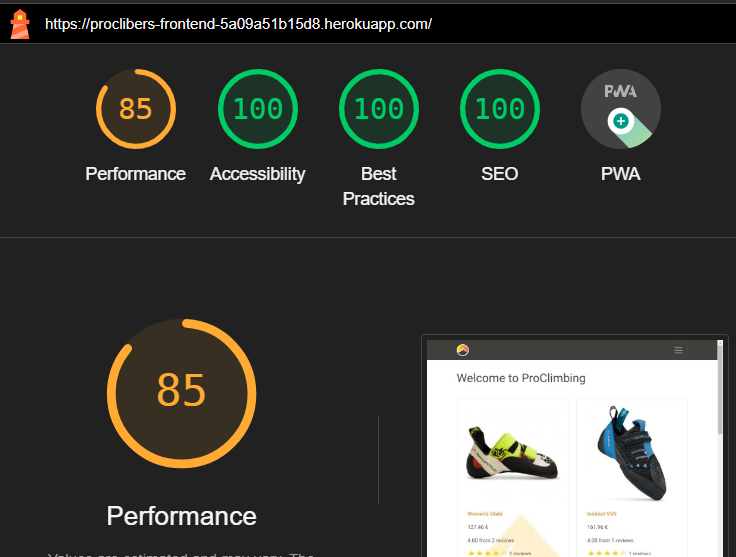 https://proclibers-frontend-5a09a51b15d8.herokuapp.com/
85 100 100 100 PWA
Performance Accessibility Best Practices SEO PWA
85
Performance
Values are estimated and may vary. The
Welcome to ProClimbing
Women's Otaki Instinct VSR
127.46 € 161.96 €
4.00 from 2 reviews 4.00 from 1 reviews
2 reviews 1 reviews